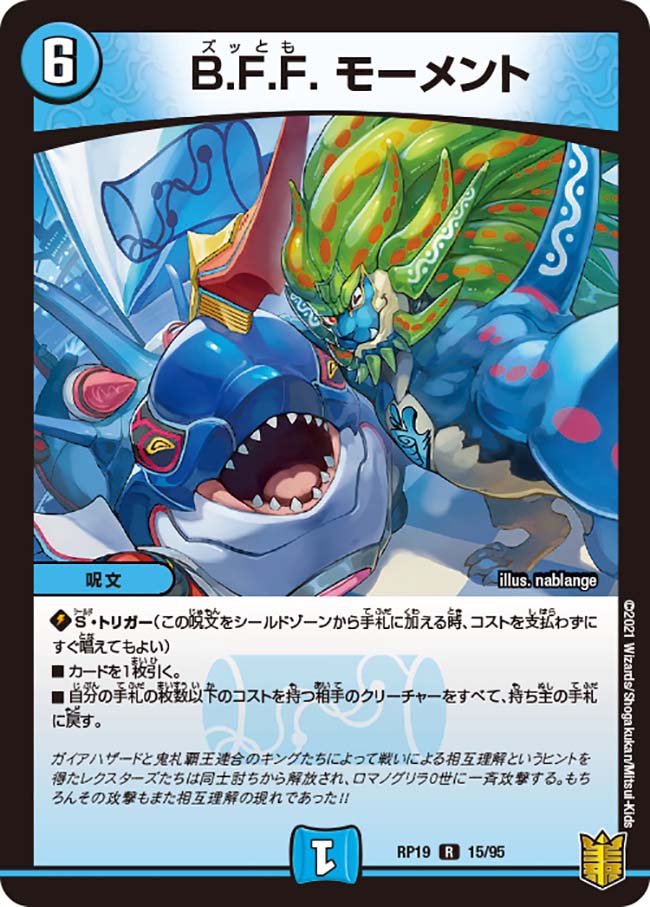 6
ズッとも
B.F.F. モーメント
呪文
illus. nablange
S・トリガー(この呪文をシールドゾーンから手札に加える時、コストを支払わずに
すぐ唱えてもよい)
■カードを1枚引く。
■自分の手札の枚数以下のコストを持つ相手のクリーチャーをすべて、持ち主の手札
に戻す。
ガイアハザードと鬼札覇王連合のキングたちによって戦いによる相互理解というヒントを
得たレクスターズたちは同士討ちから解放され、ロマノグリラ0世に一斉攻撃する。もち
ろんその攻撃もまた相互理解の現れであった!!
©2021 Wizards/Shogakukan/Mitsui-Kids
1
RP19 R 15/95